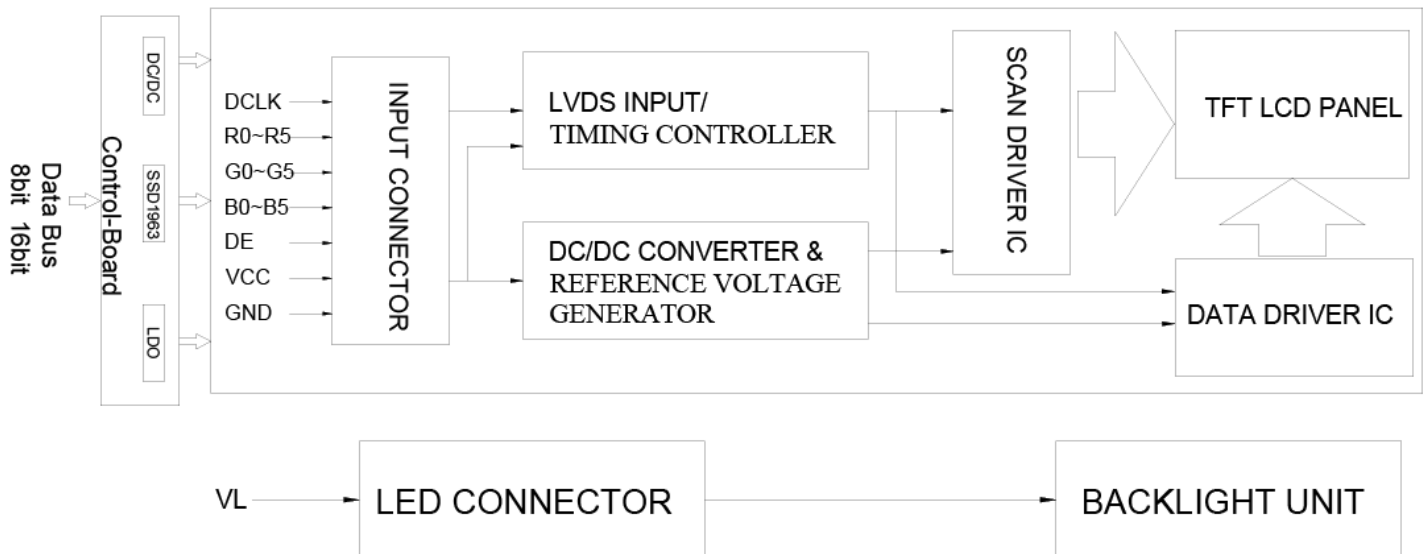 Data Bus
8bit 16bit
Control-Board
DC/DC
SSD1963
LDO
DCLK
R0~R5
G0~G5
B0~B5
DE
VCC
GND
INPUT CONNECTOR
LVDS INPUT/
TIMING CONTROLLER
DC/DC CONVERTER &
REFERENCE VOLTAGE
GENERATOR
SCAN DRIVER IC
TFT LCD PANEL
DATA DRIVER IC
VL
LED CONNECTOR
BACKLIGHT UNIT